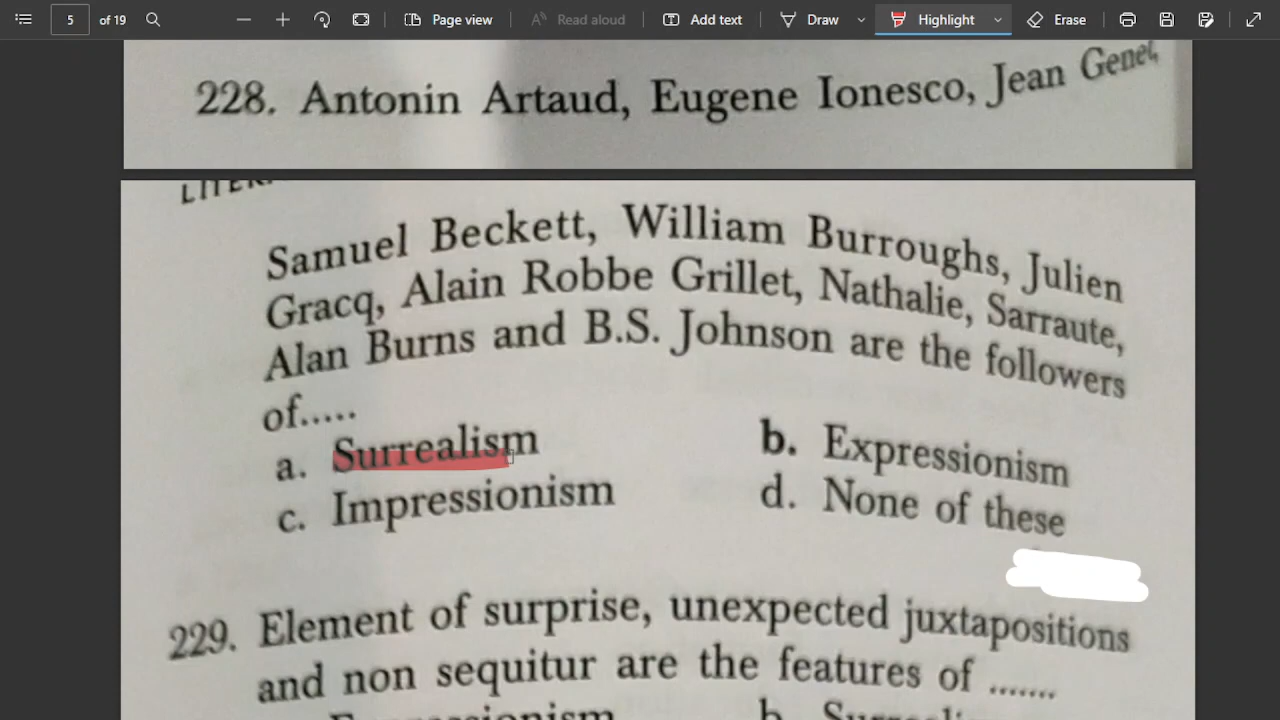 5 of 19 Page view Read aloud Add text Draw Highlight Erase
228. Antonin Artaud, Eugene Ionesco, Jean Genet,
Samuel Beckett, William Burroughs, Julien
Gracq, Alain Robbe Grillet, Nathalie, Sarraute,
Alan Burns and B.S. Johnson are the followers
of.....
a. Surrealism b. Expressionism
c. Impressionism d. None of these
229. Element of surprise, unexpected juxtapositions
and non sequitur are the features of .......